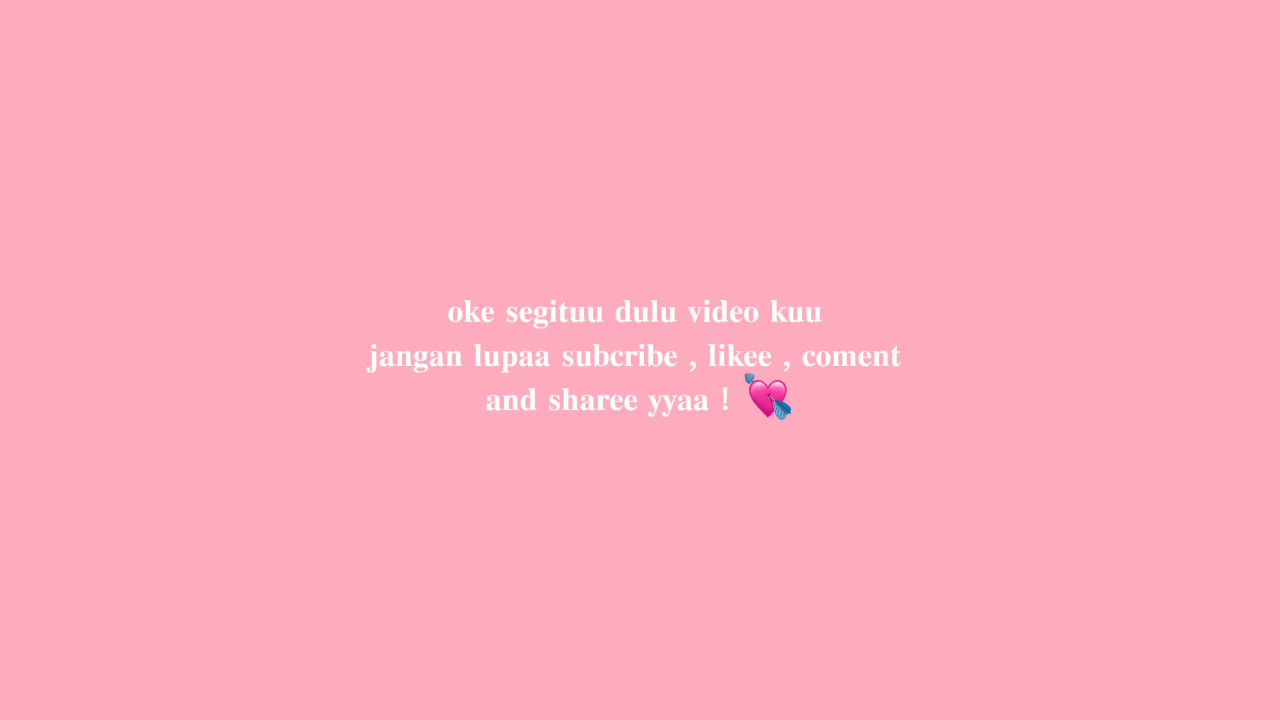 oke segituu dulu video kuu
jangan lupaa subcribe , likee , coment
and sharee yyaa ! 💘